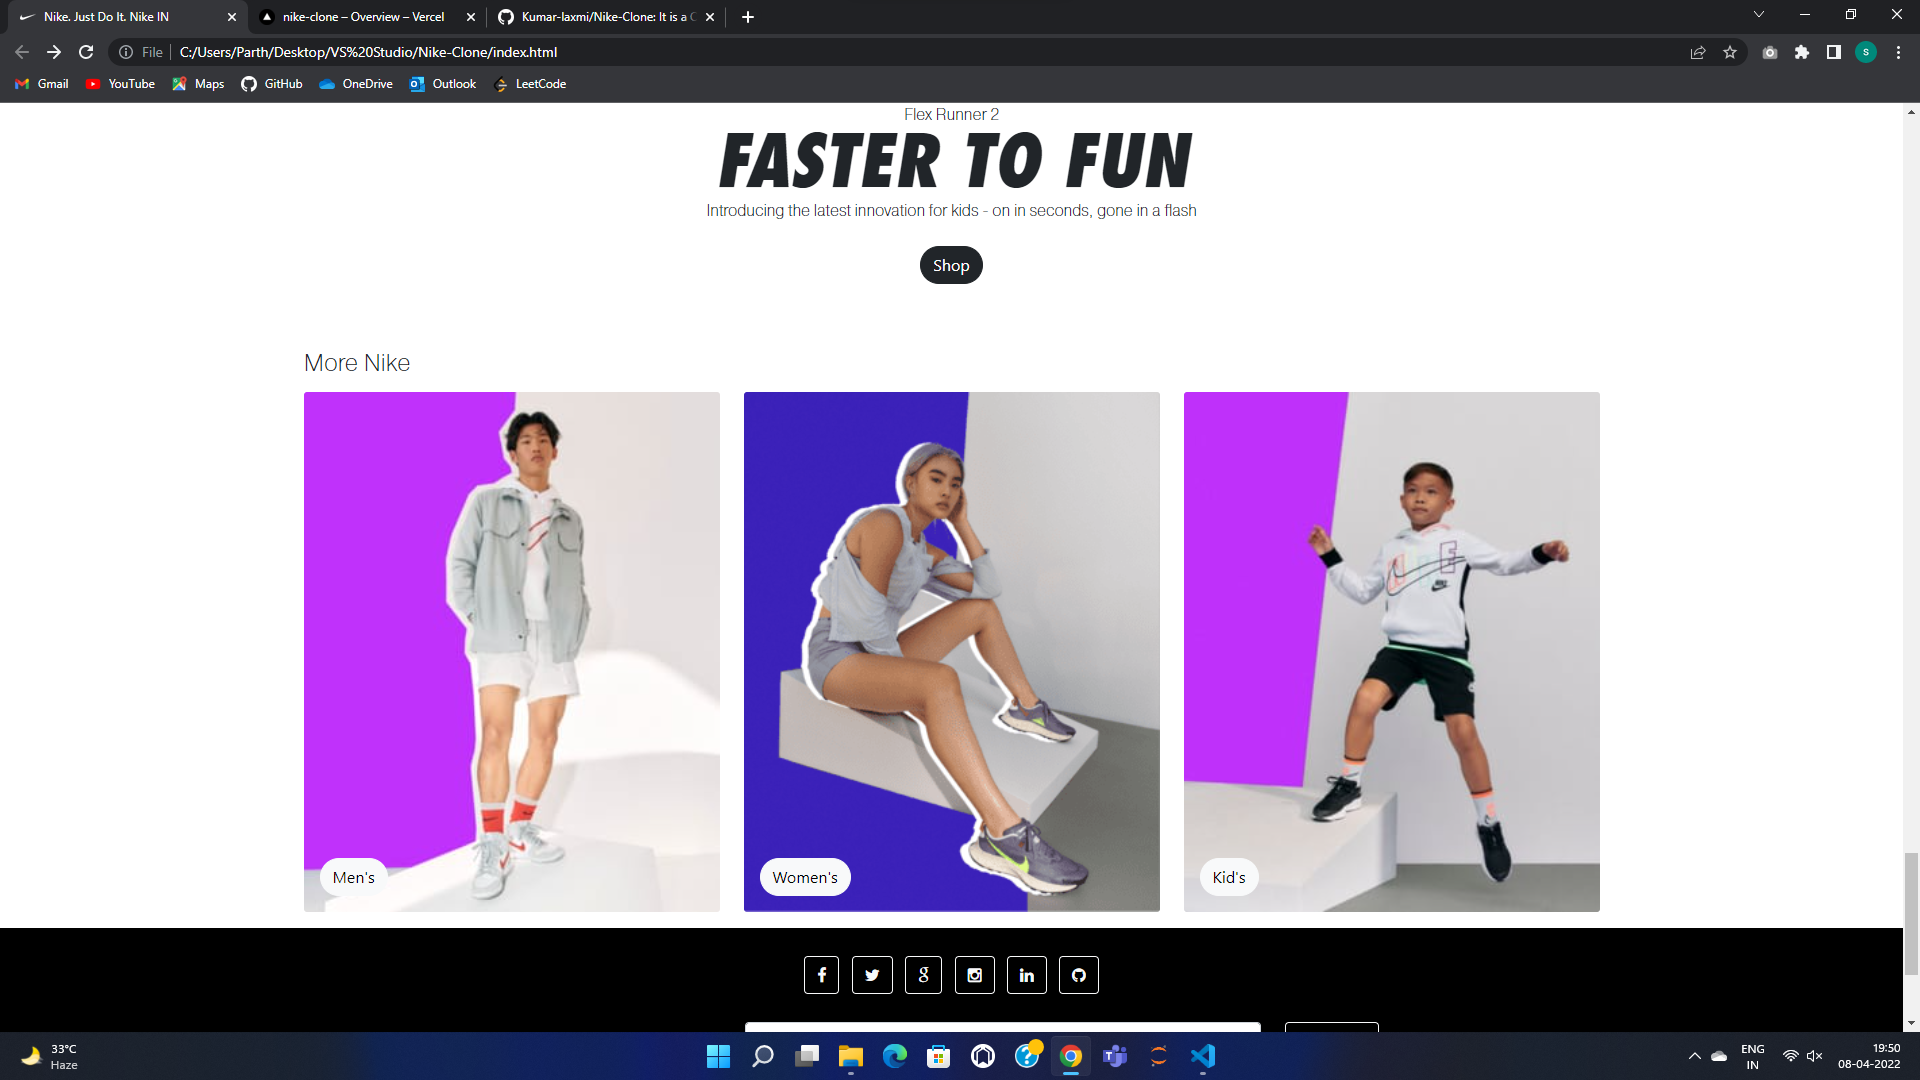 Nike. Just Do It. Nike IN
nike-clone – Overview – Vercel
Kumar-laxmi/Nike-Clone: It is a C
File
C:/Users/Parth/Desktop/VS%20Studio/Nike-Clone/index.html
S
Gmail
YouTube
Maps
GitHub
OneDrive
Outlook
LeetCode
Flex Runner 2
FASTER TO FUN
Introducing the latest innovation for kids - on in seconds, gone in a flash
Shop
More Nike
Men's
Women's
Kid's
33°C
Haze
ENG
IN
19:50
08-04-2022